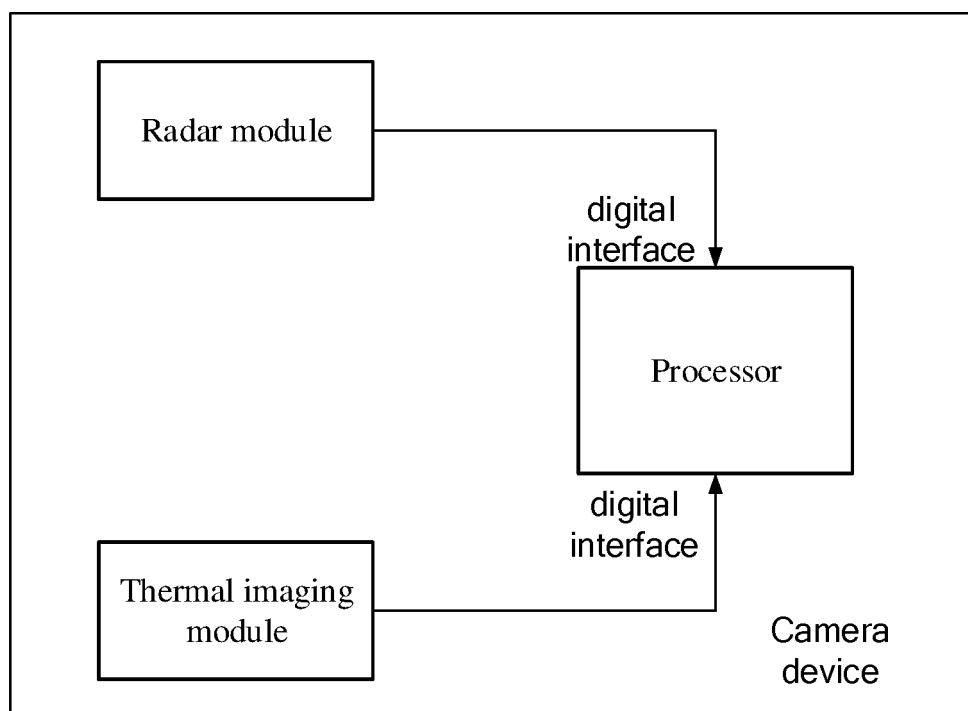 Radar module
digital
interface
Processor
digital
interface
Thermal imaging
module
Camera
device